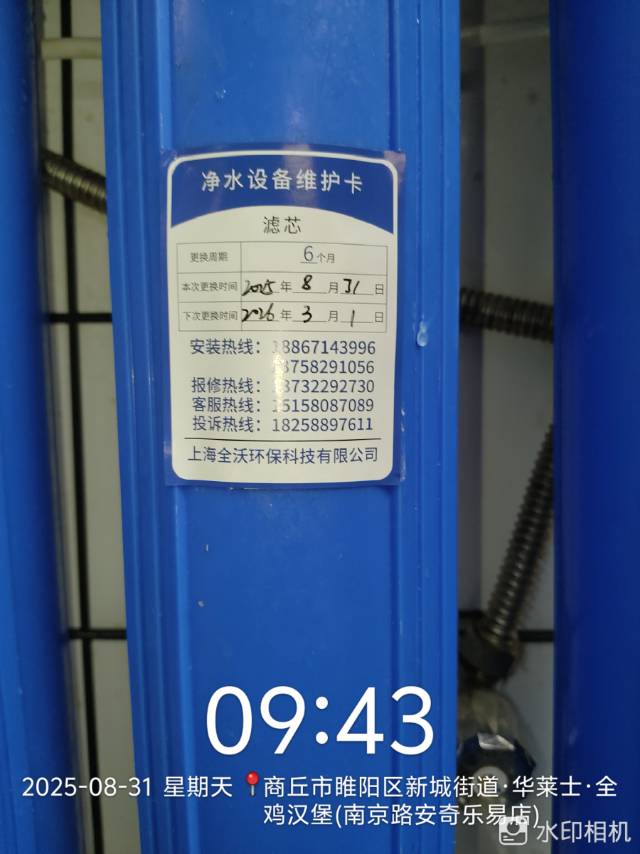 净水设备维护卡
滤芯
更换周期 6个月
本次更换时间 2025年 8月 31日
下次更换时间 2026年 3月 1日
安装热线：18867143996
18758291056
报修热线：18732292730
客服热线：15158087089
投诉热线：18258897611
上海全沃环保科技有限公司
09:43
2025-08-31 星期天 商丘市睢阳区新城街道·华莱士·全
鸡汉堡(南京路安奇乐易店)
水印相机